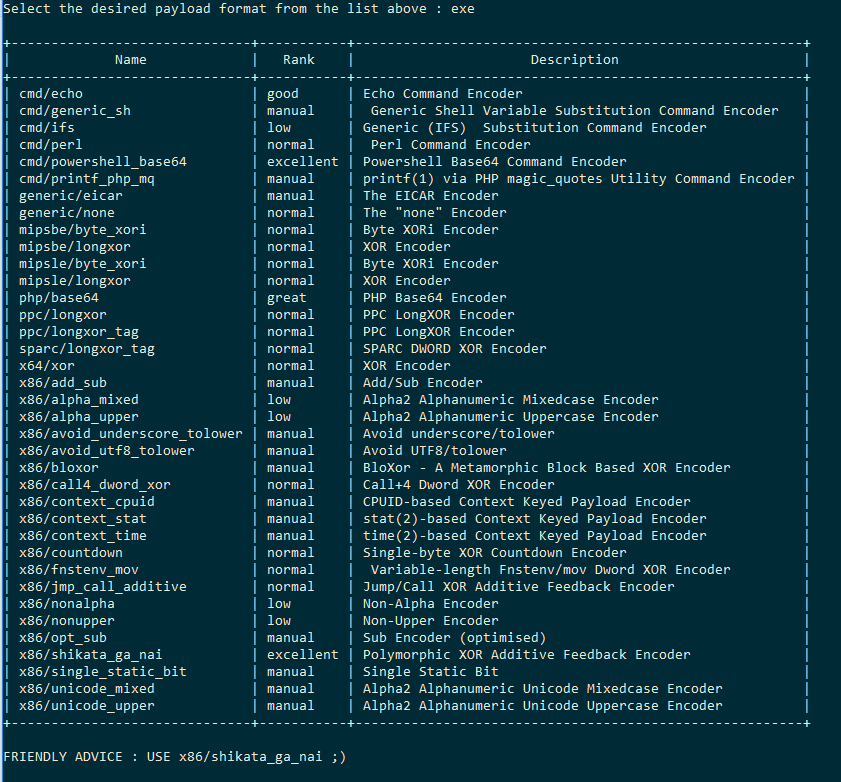 Select the desired payload format from the list above : exe
+------------------------------+-----------+--------------------------------------------------------+
| Name | Rank | Description |
+------------------------------+-----------+--------------------------------------------------------+
| cmd/echo | good | Echo Command Encoder |
| cmd/generic_sh | manual | Generic Shell Variable Substitution Command Encoder |
| cmd/ifs | low | Generic (IFS)  Substitution Command Encoder |
| cmd/perl | normal | Perl Command Encoder |
| cmd/powershell_base64 | excellent | Powershell Base64 Command Encoder |
| cmd/printf_php_mq | manual | printf(1) via PHP magic_quotes Utility Command Encoder |
| generic/eicar | manual | The EICAR Encoder |
| generic/none | normal | The "none" Encoder |
| mipsbe/byte_xori | normal | Byte XORi Encoder |
| mipsbe/longxor | normal | XOR Encoder |
| mipsle/byte_xori | normal | Byte XORi Encoder |
| mipsle/longxor | normal | XOR Encoder |
| php/base64 | great | PHP Base64 Encoder |
| ppc/longxor | normal | PPC LongXOR Encoder |
| ppc/longxor_tag | normal | PPC LongXOR Encoder |
| sparc/longxor_tag | normal | SPARC DWORD XOR Encoder |
| x64/xor | normal | XOR Encoder |
| x86/add_sub | manual | Add/Sub Encoder |
| x86/alpha_mixed | low | Alpha2 Alphanumeric Mixedcase Encoder |
| x86/alpha_upper | low | Alpha2 Alphanumeric Uppercase Encoder |
| x86/avoid_underscore_tolower | manual | Avoid underscore/tolower |
| x86/avoid_utf8_tolower | manual | Avoid UTF8/tolower |
| x86/bloxor | manual | BloXor - A Metamorphic Block Based XOR Encoder |
| x86/call4_dword_xor | normal | Call+4 Dword XOR Encoder |
| x86/context_cpuid | manual | CPUID-based Context Keyed Payload Encoder |
| x86/context_stat | manual | stat(2)-based Context Keyed Payload Encoder |
| x86/context_time | manual | time(2)-based Context Keyed Payload Encoder |
| x86/countdown | normal | Single-byte XOR Countdown Encoder |
| x86/fnstenv_mov | normal | Variable-length Fnstenv/mov Dword XOR Encoder |
| x86/jmp_call_additive | normal | Jump/Call XOR Additive Feedback Encoder |
| x86/nonalpha | low | Non-Alpha Encoder |
| x86/nonupper | low | Non-Upper Encoder |
| x86/opt_sub | manual | Sub Encoder (optimised) |
| x86/shikata_ga_nai | excellent | Polymorphic XOR Additive Feedback Encoder |
| x86/single_static_bit | manual | Single Static Bit |
| x86/unicode_mixed | manual | Alpha2 Alphanumeric Unicode Mixedcase Encoder |
| x86/unicode_upper | manual | Alpha2 Alphanumeric Unicode Uppercase Encoder |
+------------------------------+-----------+--------------------------------------------------------+
FRIENDLY ADVICE : USE x86/shikata_ga_nai ;)